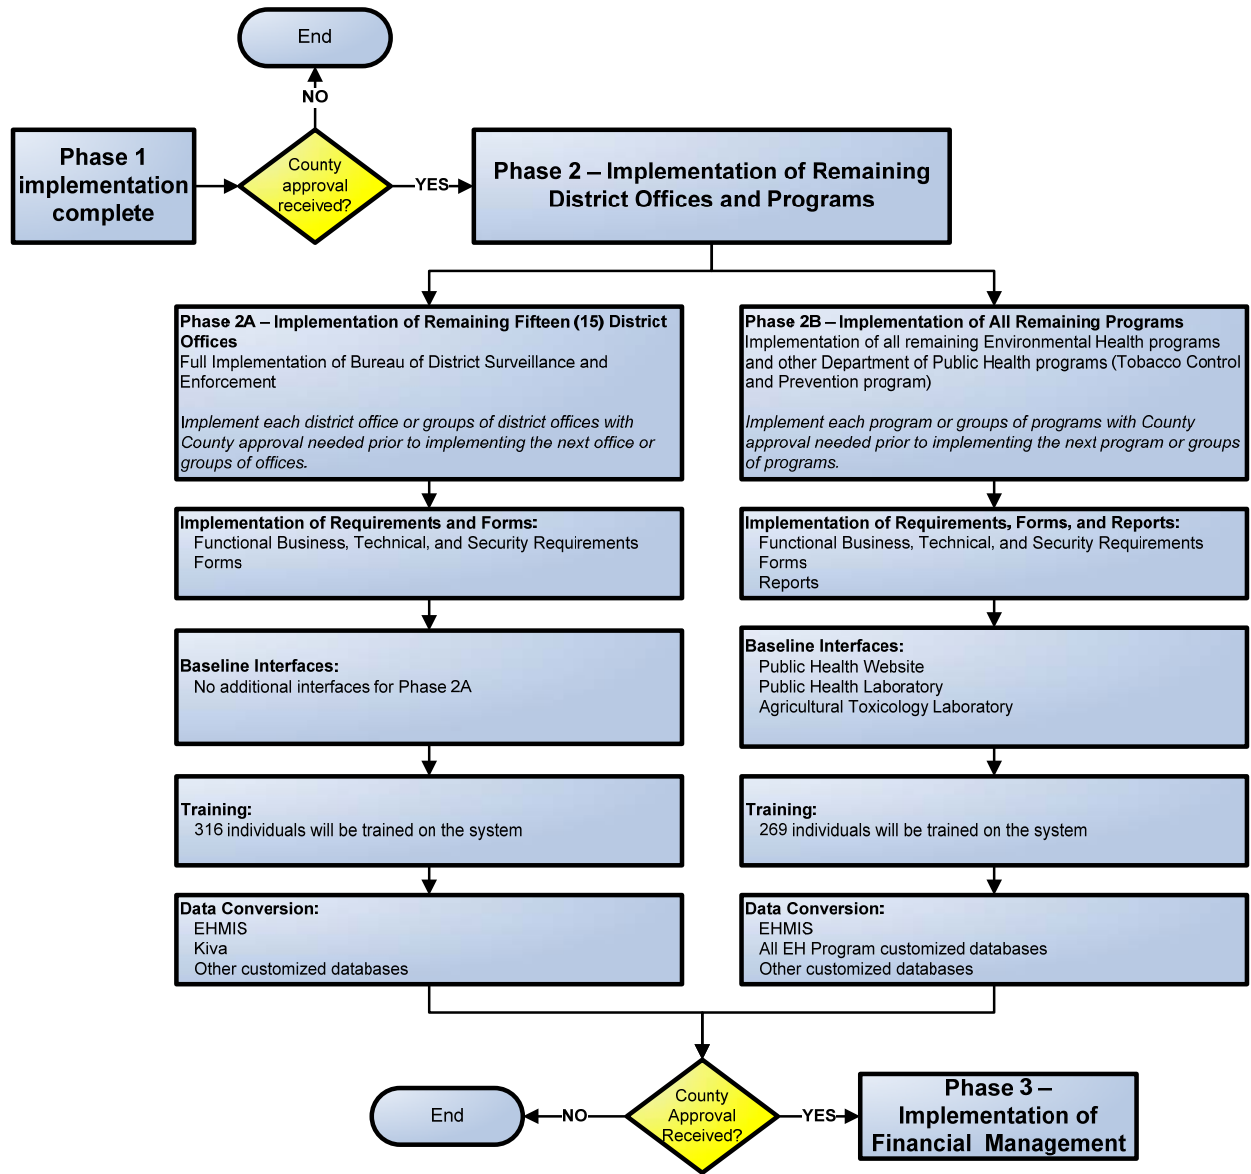 End
NO
Phase 1
implementation
complete
County
approval
received?
YES
Phase 2 – Implementation of Remaining
District Offices and Programs
Phase 2A – Implementation of Remaining Fifteen (15) District
Offices
Full Implementation of Bureau of District Surveillance and
Enforcement
Implement each district office or groups of district offices with
County approval needed prior to implementing the next office or
groups of offices.
Phase 2B – Implementation of All Remaining Programs
Implementation of all remaining Environmental Health programs
and other Department of Public Health programs (Tobacco Control
and Prevention program)
Implement each program or groups of programs with County
approval needed prior to implementing the next program or groups
of programs.
Implementation of Requirements and Forms:
Functional Business, Technical, and Security Requirements
Forms
Implementation of Requirements, Forms, and Reports:
Functional Business, Technical, and Security Requirements
Forms
Reports
Baseline Interfaces:
No additional interfaces for Phase 2A
Baseline Interfaces:
Public Health Website
Public Health Laboratory
Agricultural Toxicology Laboratory
Training:
316 individuals will be trained on the system
Training:
269 individuals will be trained on the system
Data Conversion:
EHMIS
Kiva
Other customized databases
Data Conversion:
EHMIS
All EH Program customized databases
Other customized databases
End
NO
County
Approval
Received?
YES
Phase 3 –
Implementation of
Financial Management